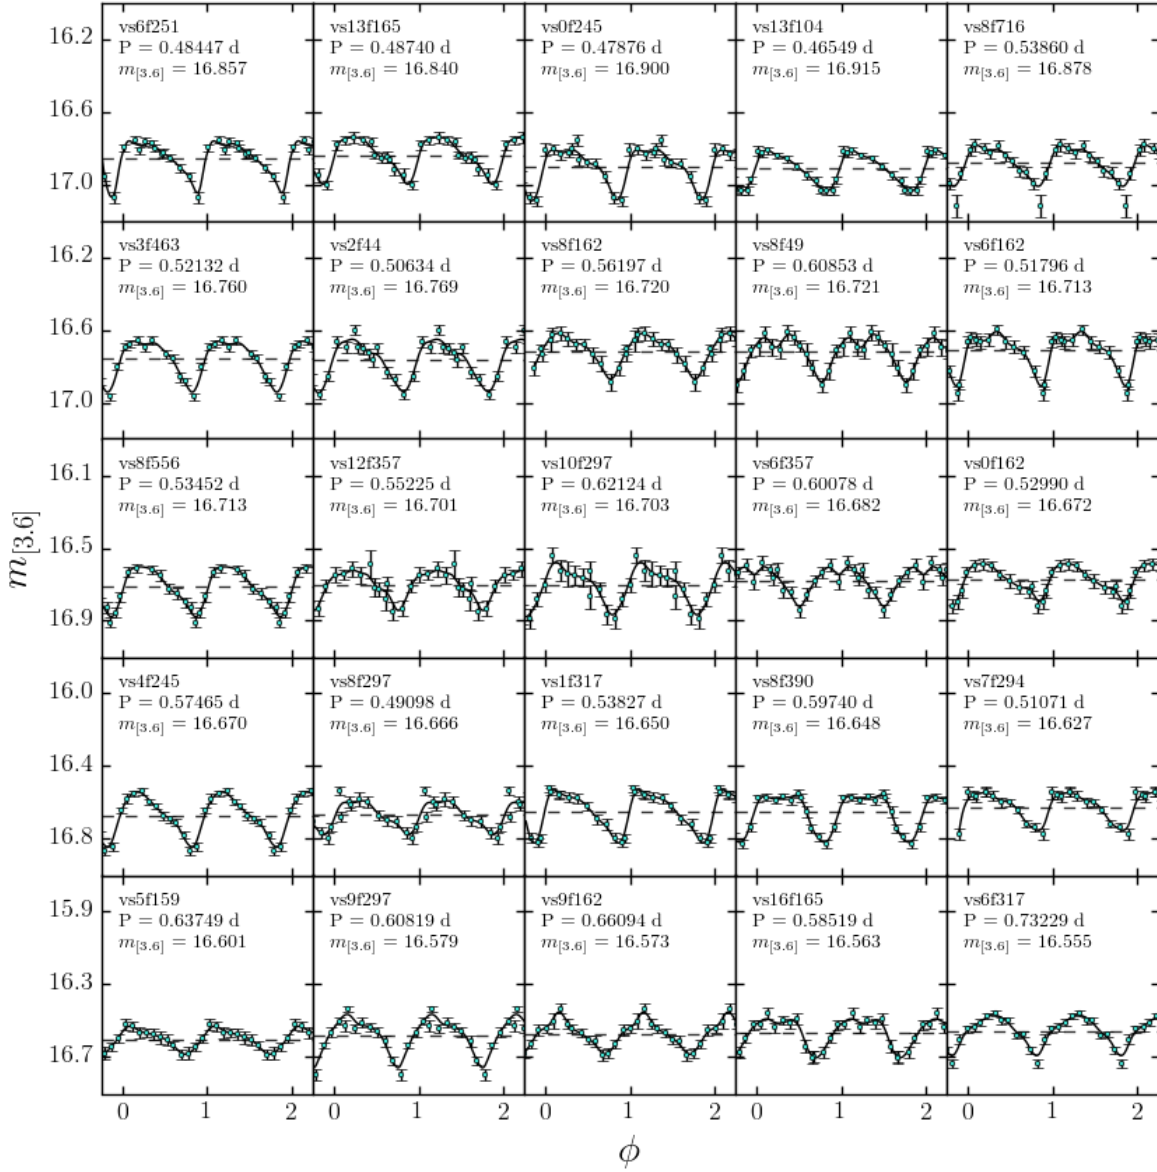 vs6f251
P = 0.48447 d
m[3.6] = 16.857
vs13f165
P = 0.48740 d
m[3.6] = 16.840
vs0f245
P = 0.47876 d
m[3.6] = 16.900
vs13f104
P = 0.46549 d
m[3.6] = 16.915
vs8f716
P = 0.53860 d
m[3.6] = 16.878
16.2
16.6
17.0
vs3f463
P = 0.52132 d
m[3.6] = 16.760
vs2f44
P = 0.50634 d
m[3.6] = 16.769
vs8f162
P = 0.56197 d
m[3.6] = 16.720
vs8f49
P = 0.60853 d
m[3.6] = 16.721
vs6f162
P = 0.51796 d
m[3.6] = 16.713
16.2
16.6
17.0
vs8f556
P = 0.53452 d
m[3.6] = 16.713
vs12f357
P = 0.55225 d
m[3.6] = 16.701
vs10f297
P = 0.62124 d
m[3.6] = 16.703
vs6f357
P = 0.60078 d
m[3.6] = 16.682
vs0f162
P = 0.52990 d
m[3.6] = 16.672
16.1
16.5
16.9
m[3.6]
vs4f245
P = 0.57465 d
m[3.6] = 16.670
vs8f297
P = 0.49098 d
m[3.6] = 16.666
vs1f317
P = 0.53827 d
m[3.6] = 16.650
vs8f390
P = 0.59740 d
m[3.6] = 16.648
vs7f294
P = 0.51071 d
m[3.6] = 16.627
16.0
16.4
16.8
vs5f159
P = 0.63749 d
m[3.6] = 16.601
vs9f297
P = 0.60819 d
m[3.6] = 16.579
vs9f162
P = 0.66094 d
m[3.6] = 16.573
vs16f165
P = 0.58519 d
m[3.6] = 16.563
vs6f317
P = 0.73229 d
m[3.6] = 16.555
15.9
16.3
16.7
0 1 2 0 1 2 0 1 2 0 1 2 0 1 2
ϕ